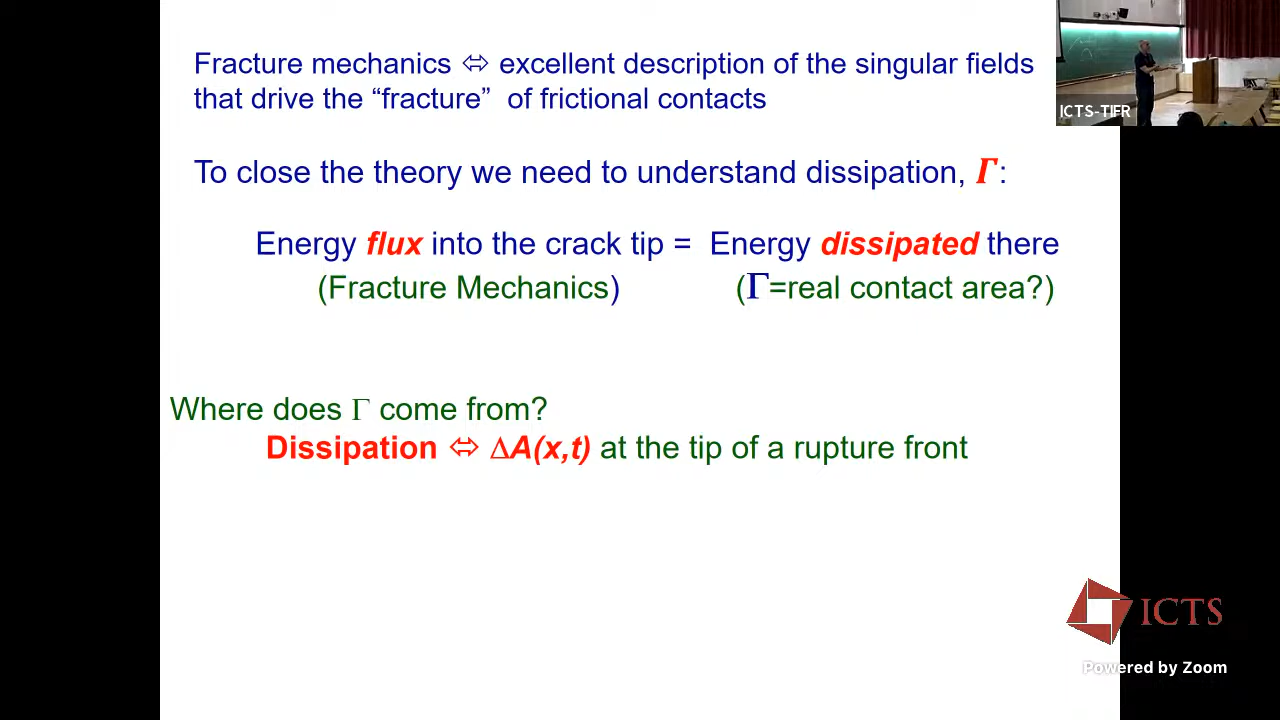 Fracture mechanics ⇔ excellent description of the singular fields
that drive the “fracture” of frictional contacts
To close the theory we need to understand dissipation, Γ:
Energy flux into the crack tip = Energy dissipated there
(Fracture Mechanics) (Γ=real contact area?)
Where does Γ come from?
Dissipation ⇔ ΔA(x,t) at the tip of a rupture front
ICTS-TIFR
ICTS
Powered by Zoom